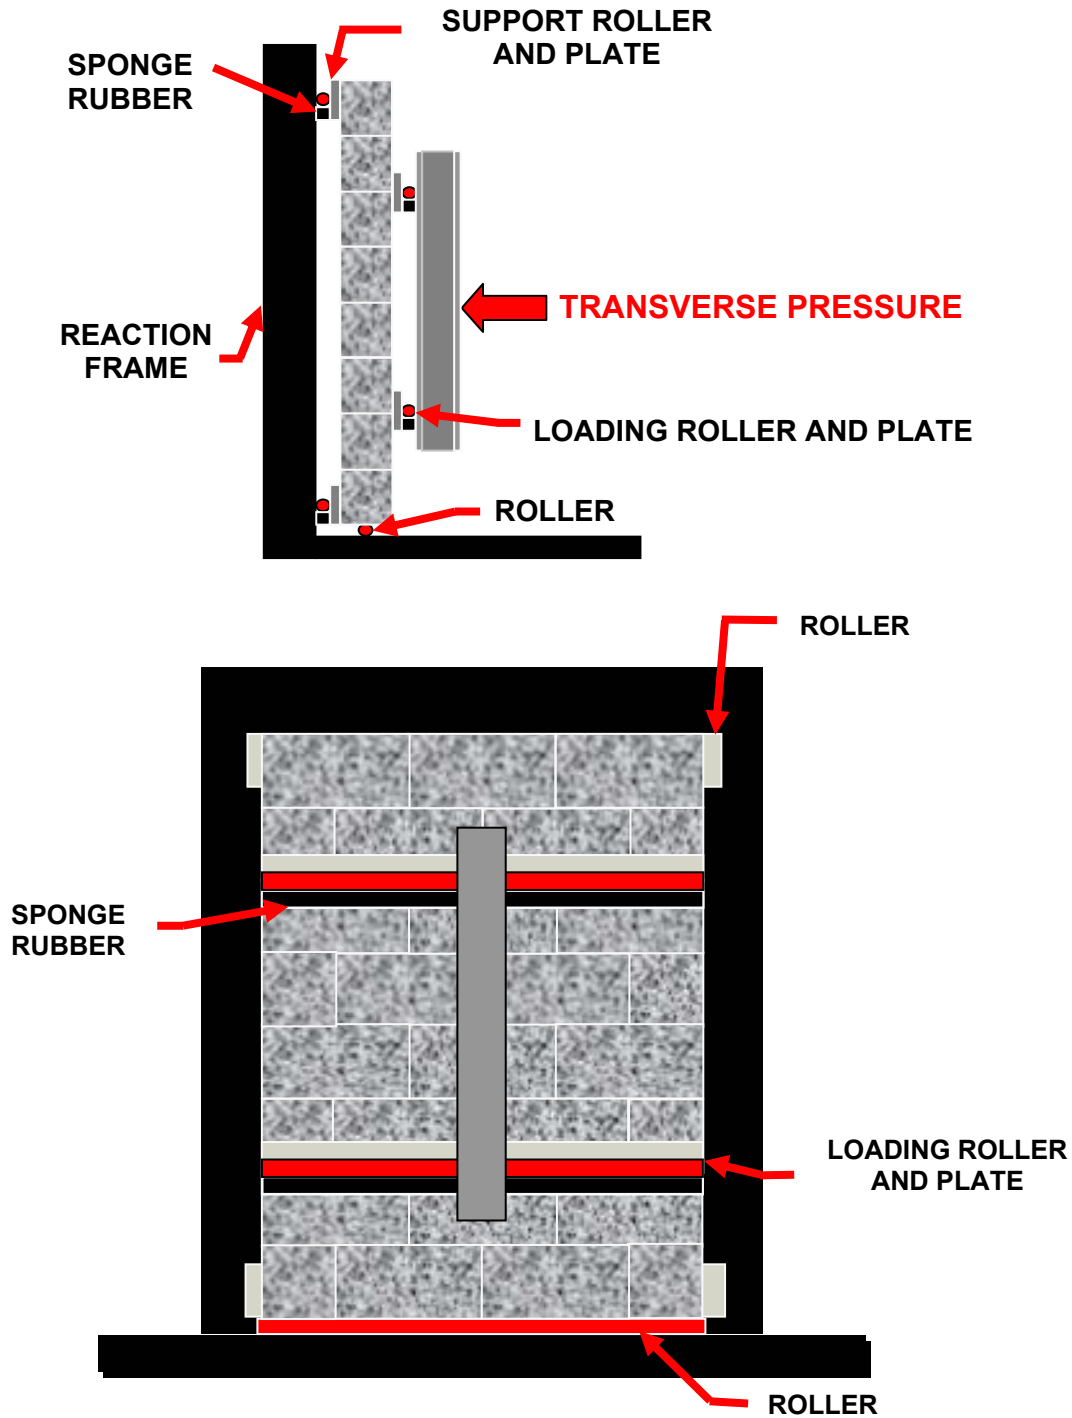 SUPPORT ROLLER
AND PLATE
SPONGE
RUBBER
TRANSVERSE PRESSURE
REACTION
FRAME
LOADING ROLLER AND PLATE
ROLLER
ROLLER
SPONGE
RUBBER
LOADING ROLLER
AND PLATE
ROLLER